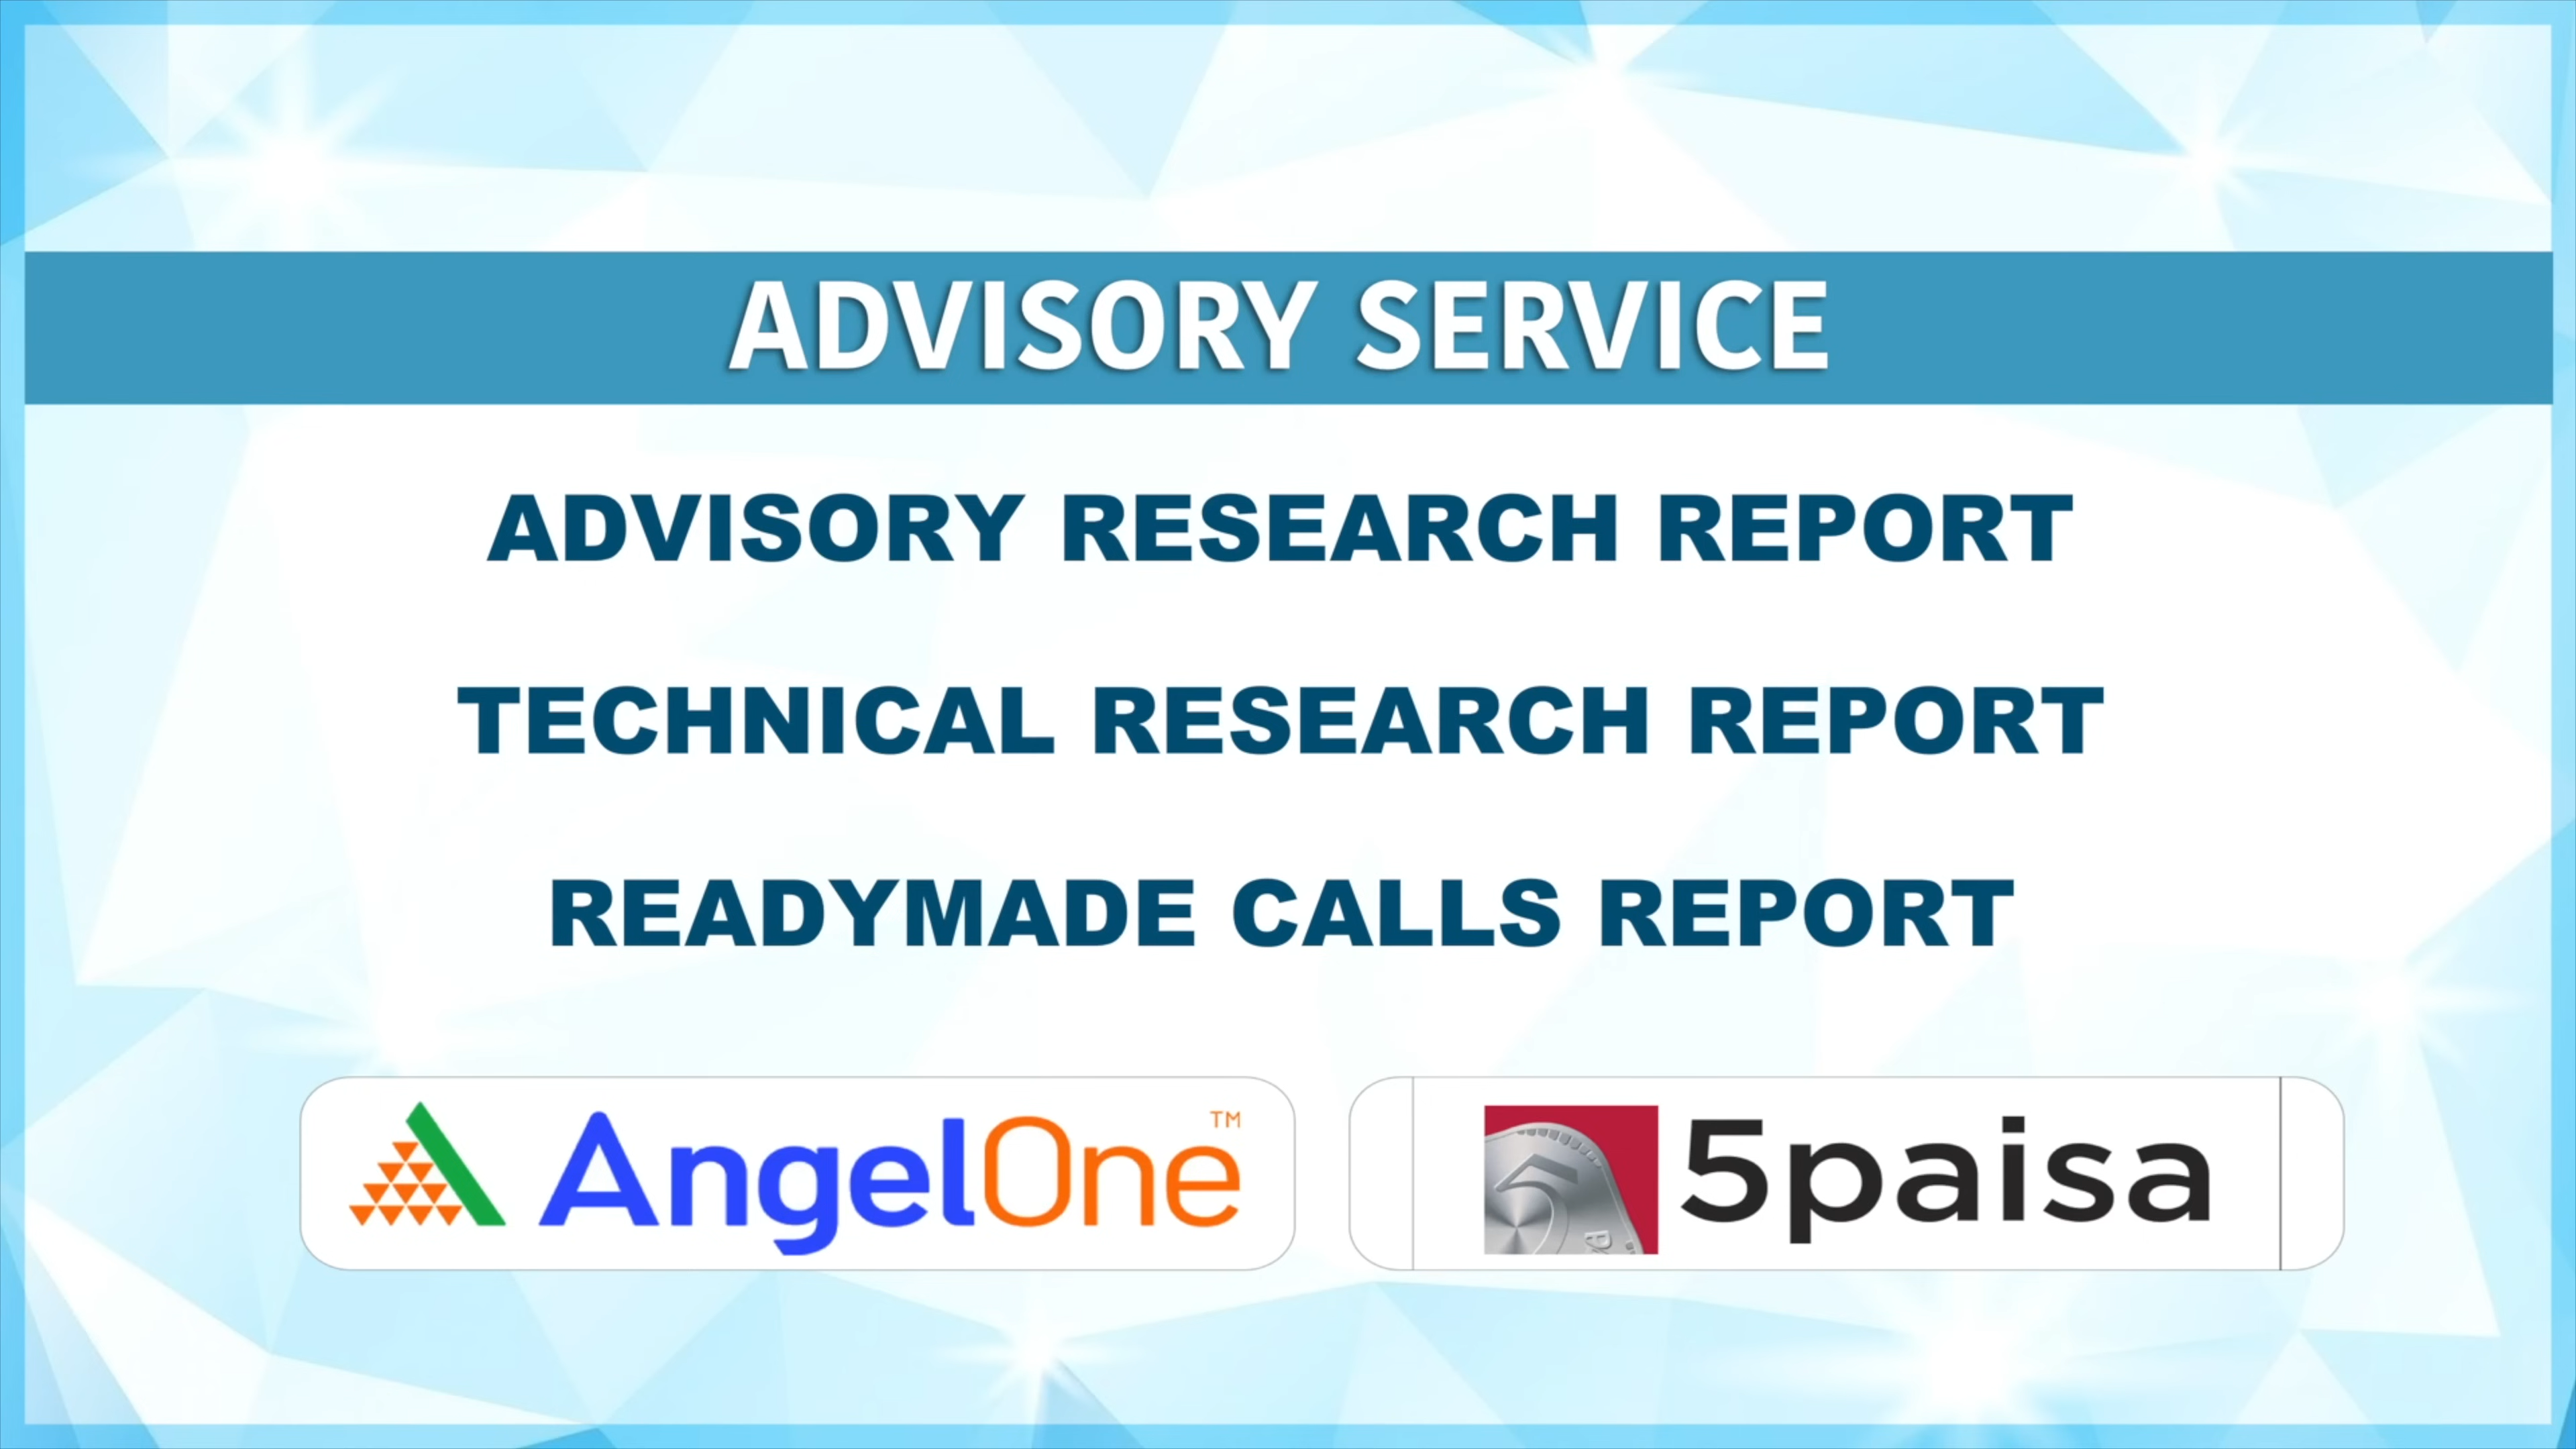 ADVISORY SERVICE
ADVISORY RESEARCH REPORT
TECHNICAL RESEARCH REPORT
READYMADE CALLS REPORT
AngelOne™
5paisa